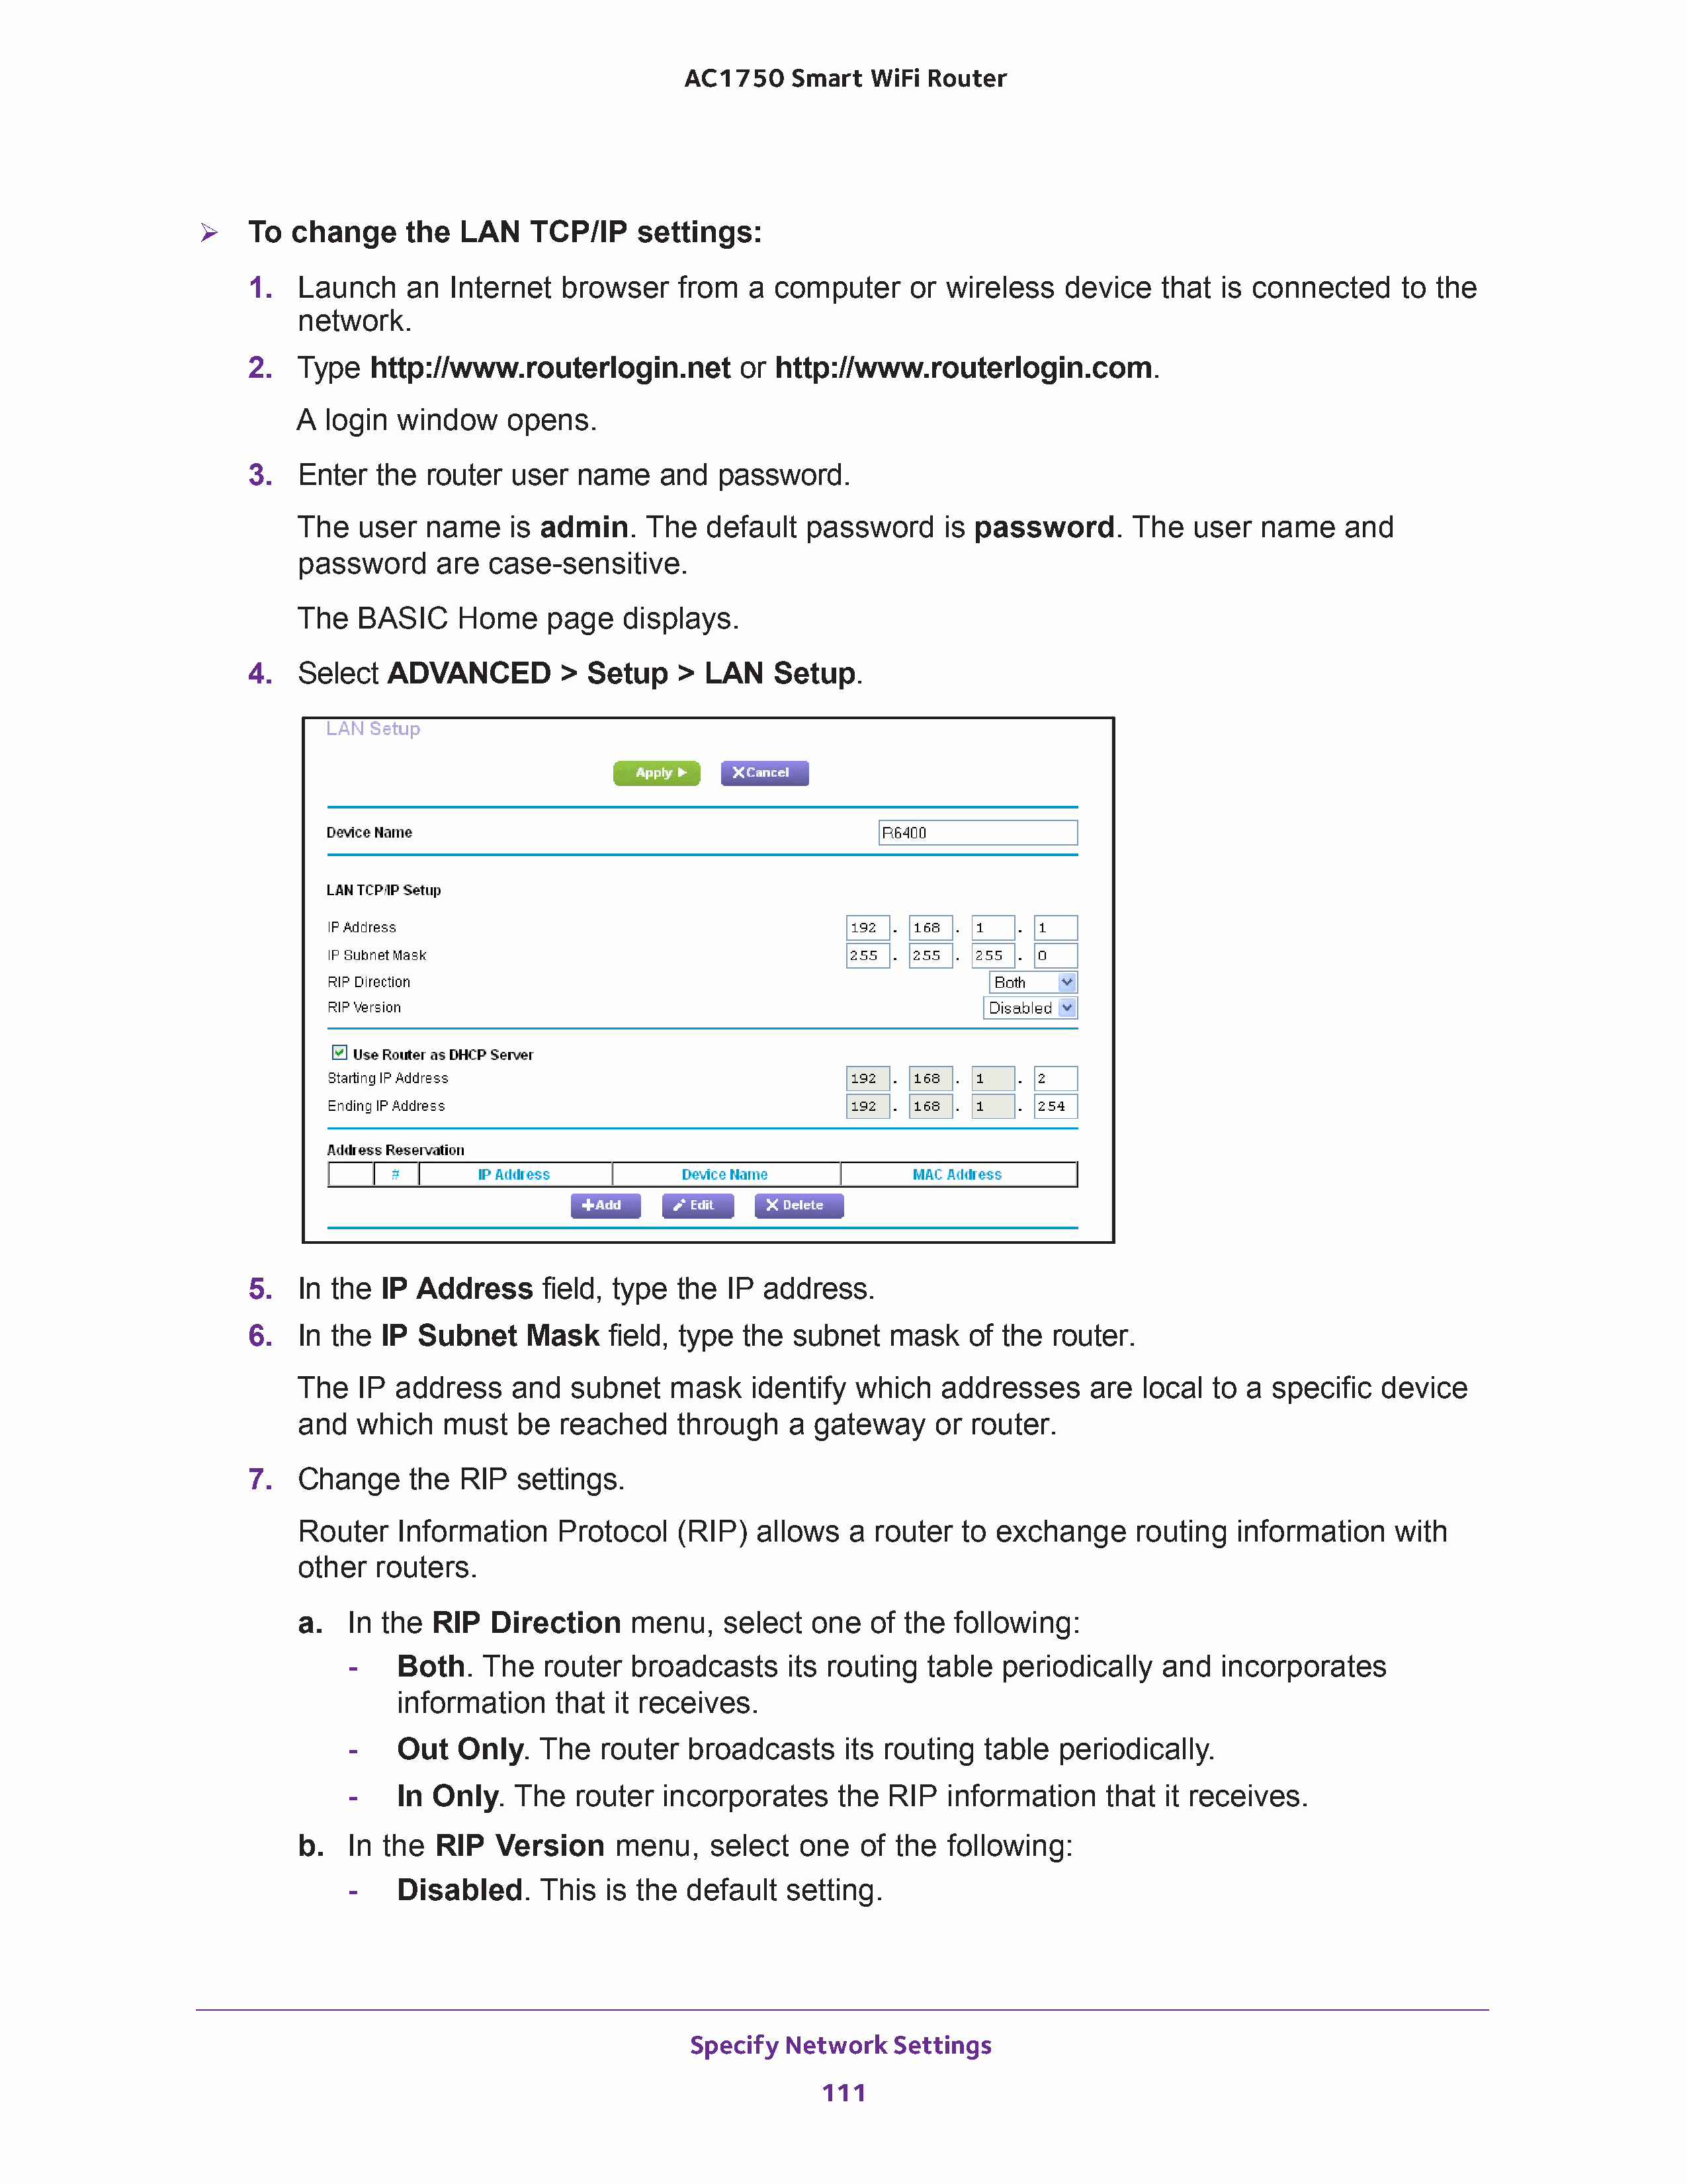 AC1750 Smart WiFi Router
➢ To change the LAN TCP/IP settings:
1. Launch an Internet browser from a computer or wireless device that is connected to the
network.
2. Type http://www.routerlogin.net or http://www.routerlogin.com.
A login window opens.
3. Enter the router user name and password.
The user name is admin. The default password is password. The user name and
password are case-sensitive.
The BASIC Home page displays.
4. Select ADVANCED > Setup > LAN Setup.
LAN Setup
Apply ▶ XCancel
Device Name R6400
LAN TCP/IP Setup
IP Address 192 . 168 . 1 . 1
IP Subnet Mask 255 . 255 . 255 . 0
RIP Direction Both
RIP Version Disabled
Use Router as DHCP Server
Starting IP Address 192 . 168 . 1 . 2
Ending IP Address 192 . 168 . 1 . 254
Address Reservation
# IP Address Device Name MAC Address
+Add Edit X Delete
5. In the IP Address field, type the IP address.
6. In the IP Subnet Mask field, type the subnet mask of the router.
The IP address and subnet mask identify which addresses are local to a specific device
and which must be reached through a gateway or router.
7. Change the RIP settings.
Router Information Protocol (RIP) allows a router to exchange routing information with
other routers.
a. In the RIP Direction menu, select one of the following:
- Both. The router broadcasts its routing table periodically and incorporates
information that it receives.
- Out Only. The router broadcasts its routing table periodically.
- In Only. The router incorporates the RIP information that it receives.
b. In the RIP Version menu, select one of the following:
- Disabled. This is the default setting.
Specify Network Settings
111